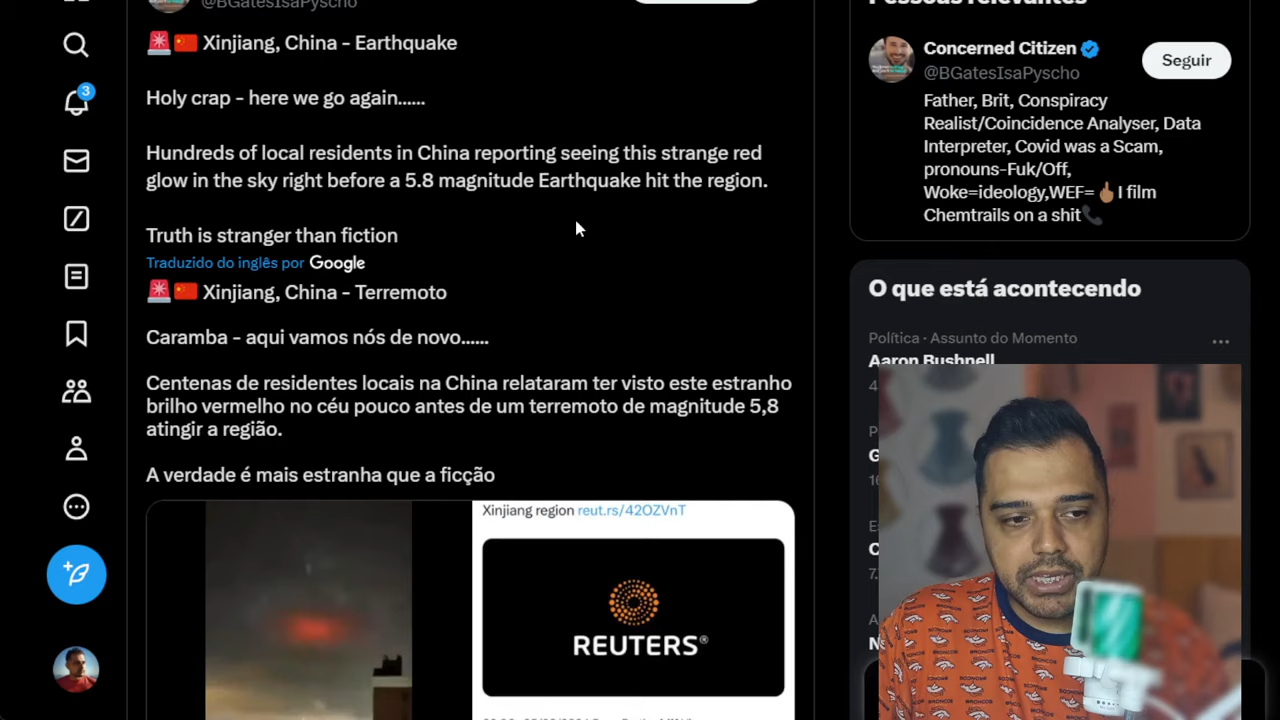 @BGatesIsaPyscho
🚨🇨🇳 Xinjiang, China - Earthquake
Holy crap - here we go again......
Hundreds of local residents in China reporting seeing this strange red
glow in the sky right before a 5.8 magnitude Earthquake hit the region.
Truth is stranger than fiction
Traduzido do inglês por Google
🚨🇨🇳 Xinjiang, China - Terremoto
Caramba - aqui vamos nós de novo......
Centenas de residentes locais na China relataram ter visto este estranho
brilho vermelho no céu pouco antes de um terremoto de magnitude 5,8
atingir a região.
A verdade é mais estranha que a ficção
Xinjiang region reut.rs/42OZVnT
REUTERS®
3
Pessoas relevantes
Concerned Citizen
@BGatesIsaPyscho
Seguir
Father, Brit, Conspiracy
Realist/Coincidence Analyser, Data
Interpreter, Covid was a Scam,
pronouns-Fuk/Off,
Woke=ideology,WEF=🖕🏽I film
Chemtrails on a shit📞
O que está acontecendo
Política · Assunto do Momento
Aaron Bushnell
4
BRONCOS